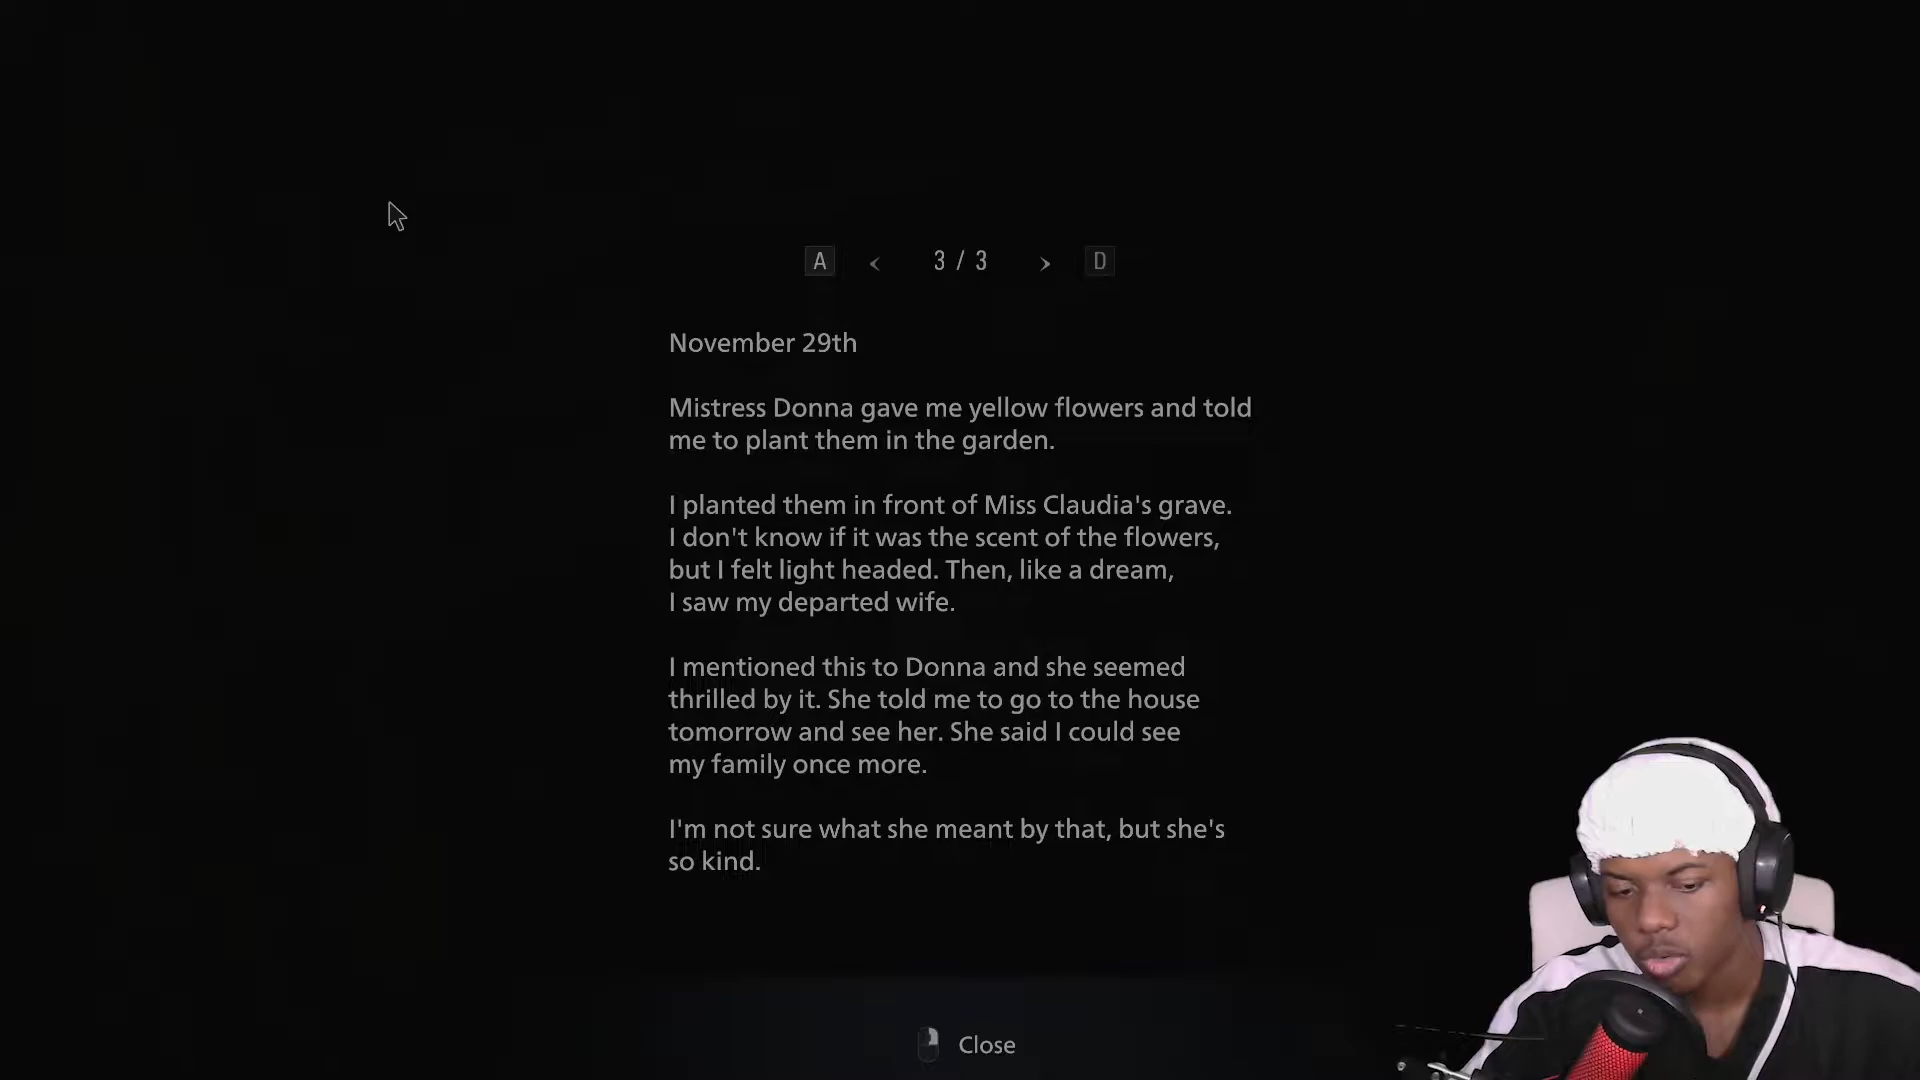 A < 3 / 3 > D
November 29th
Mistress Donna gave me yellow flowers and told
me to plant them in the garden.
I planted them in front of Miss Claudia's grave.
I don't know if it was the scent of the flowers,
but I felt light headed. Then, like a dream,
I saw my departed wife.
I mentioned this to Donna and she seemed
thrilled by it. She told me to go to the house
tomorrow and see her. She said I could see
my family once more.
I'm not sure what she meant by that, but she's
so kind.
Close